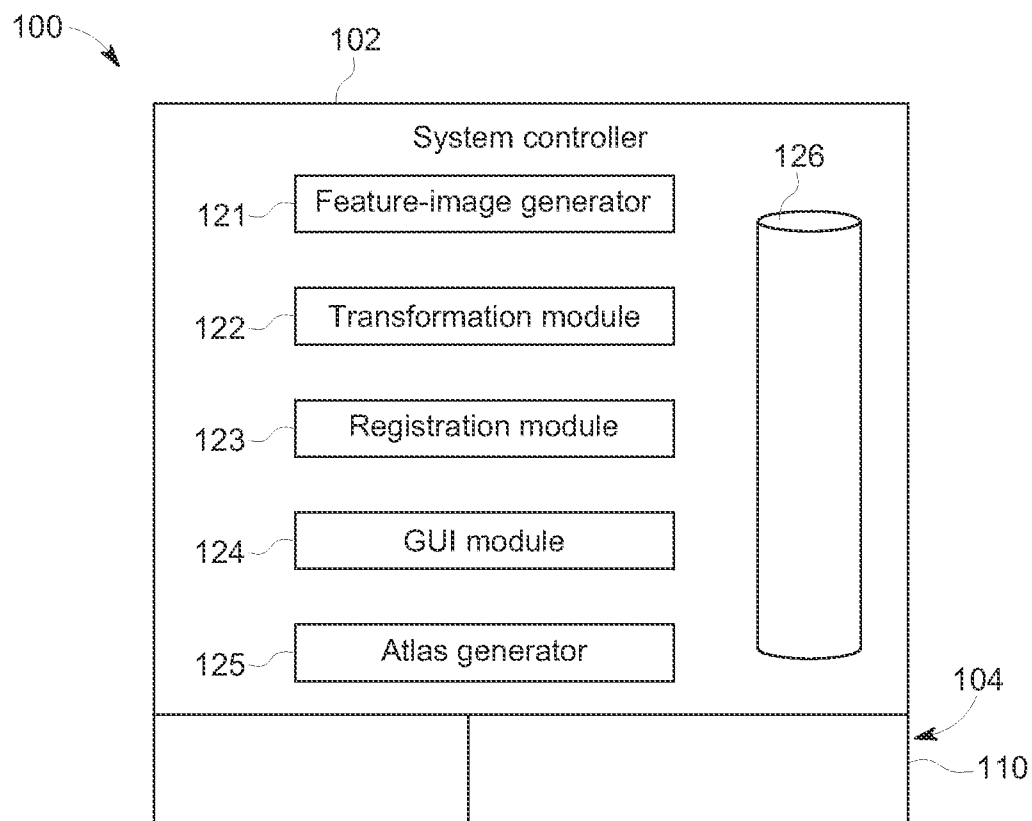 100
102
System controller
126
121 Feature-image generator
122 Transformation module
123 Registration module
124 GUI module
125 Atlas generator
104
110